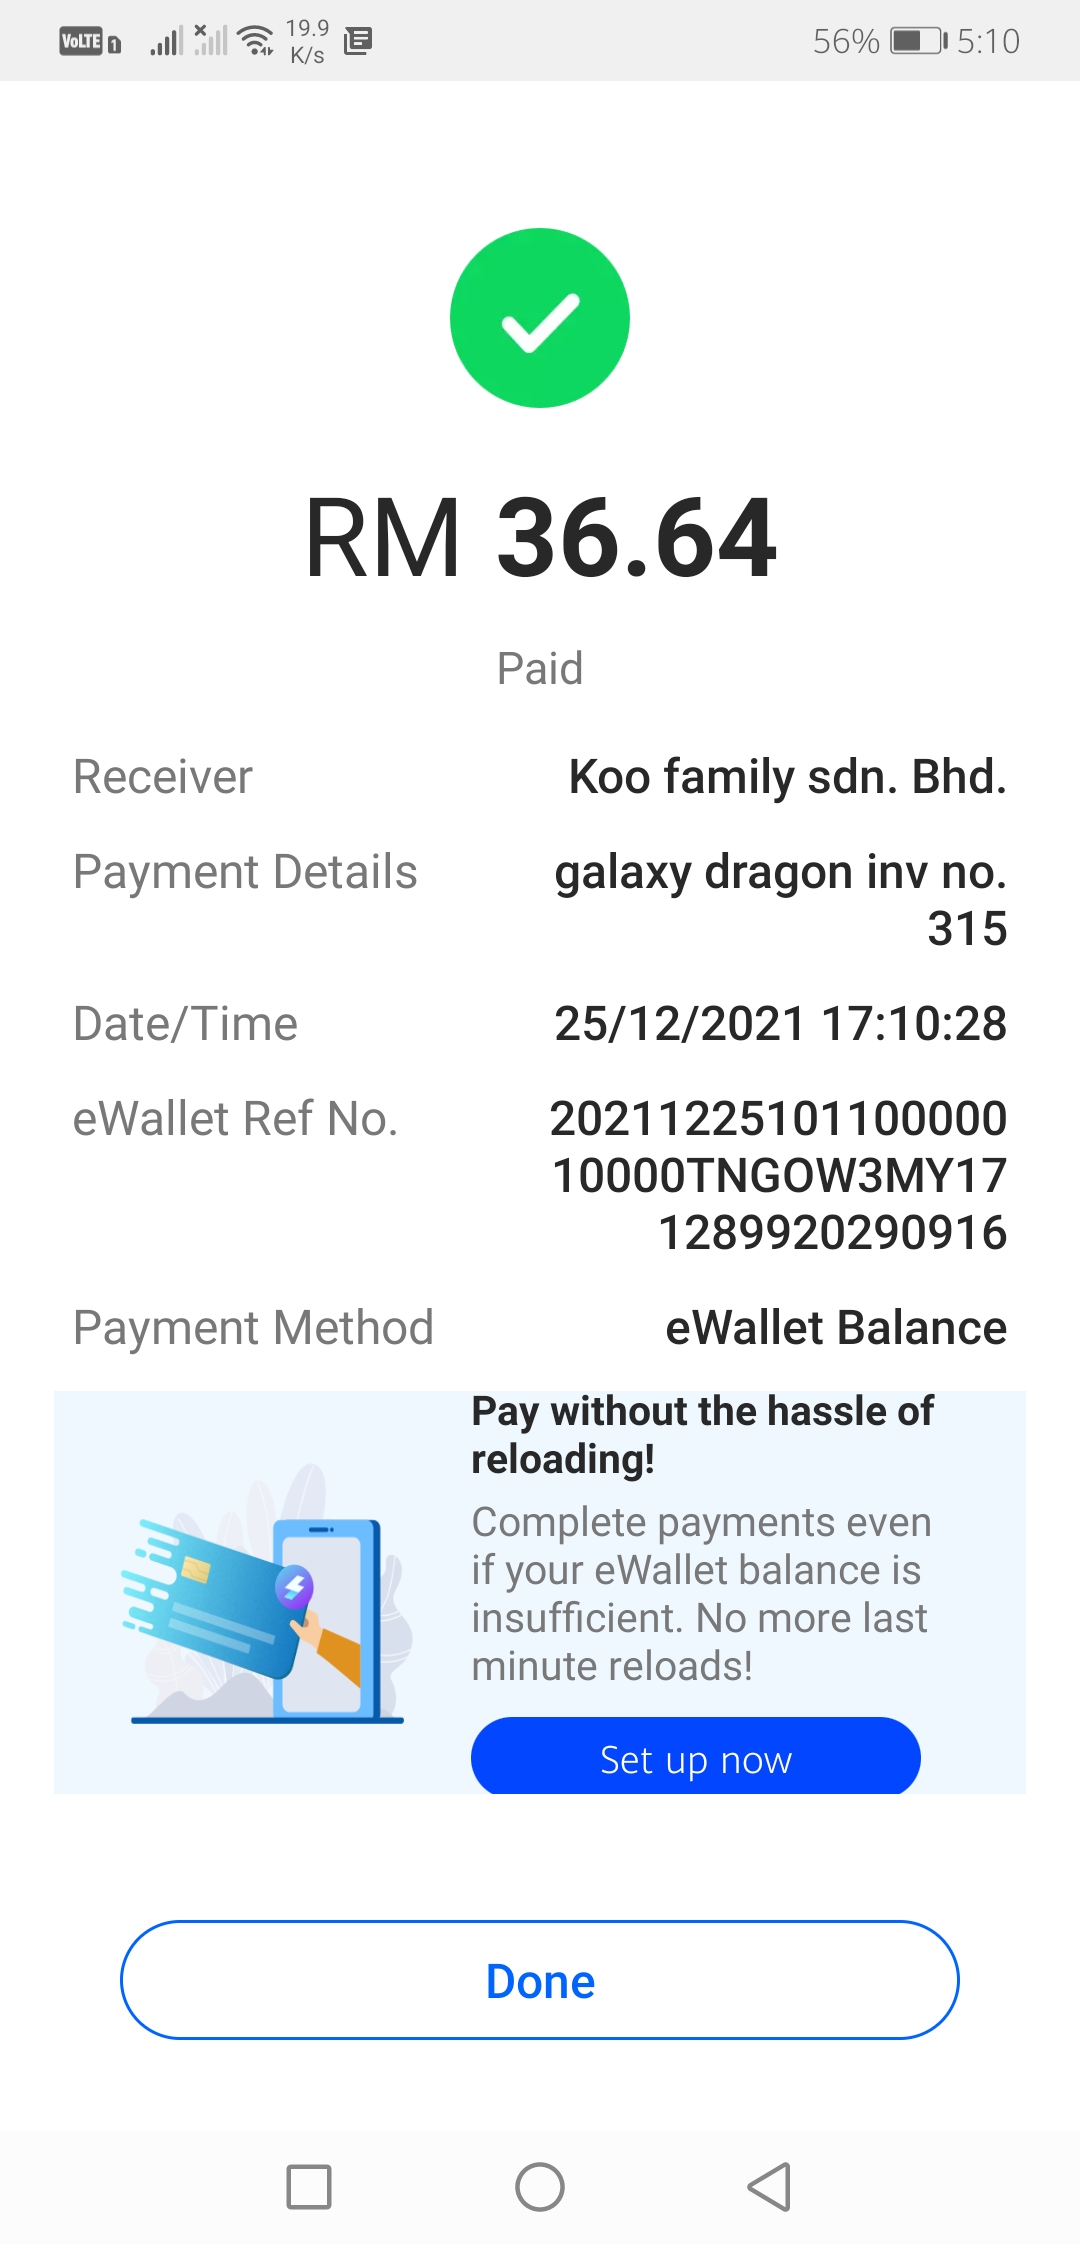 VoLTE 1 19.9 K/s 56% 5:10
RM 36.64
Paid
Receiver Koo family sdn. Bhd.
Payment Details galaxy dragon inv no.
315
Date/Time 25/12/2021 17:10:28
eWallet Ref No. 20211225101100000
10000TNGOW3MY17
1289920290916
Payment Method eWallet Balance
Pay without the hassle of
reloading!
Complete payments even
if your eWallet balance is
insufficient. No more last
minute reloads!
Set up now
Done